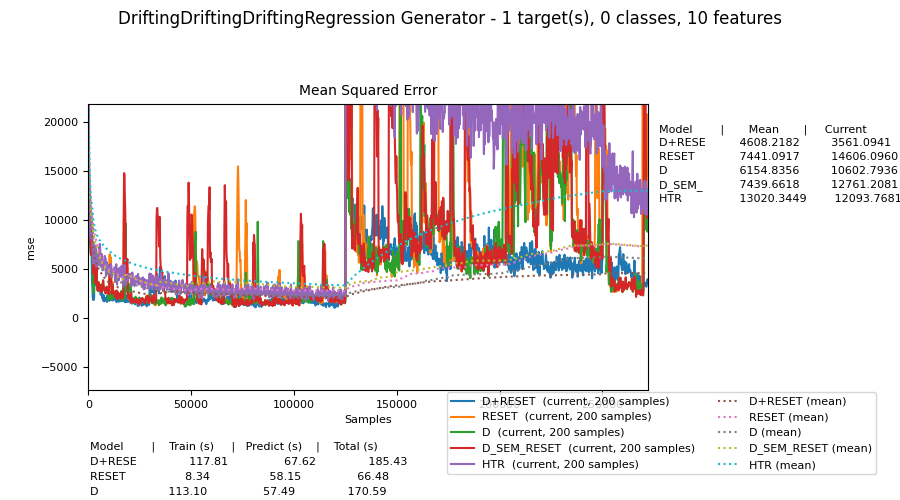 DriftingDriftingDriftingRegression Generator - 1 target(s), 0 classes, 10 features
Mean Squared Error
20000
15000
10000
5000
0
−5000
mse
0 50000 100000 150000
Samples
Model | Mean | Current
D+RESE 4608.2182 3561.0941
RESET 7441.0917 14606.0960
D 6154.8356 10602.7936
D_SEM_ 7439.6618 12761.2081
HTR 13020.3449 12093.7681
D+RESET (current, 200 samples)
RESET (current, 200 samples)
D (current, 200 samples)
D_SEM_RESET (current, 200 samples)
HTR (current, 200 samples)
D+RESET (mean)
RESET (mean)
D (mean)
D_SEM_RESET (mean)
HTR (mean)
Model | Train (s) | Predict (s) | Total (s)
D+RESE 117.81 67.62 185.43
RESET 8.34 58.15 66.48
D 113.10 57.49 170.59